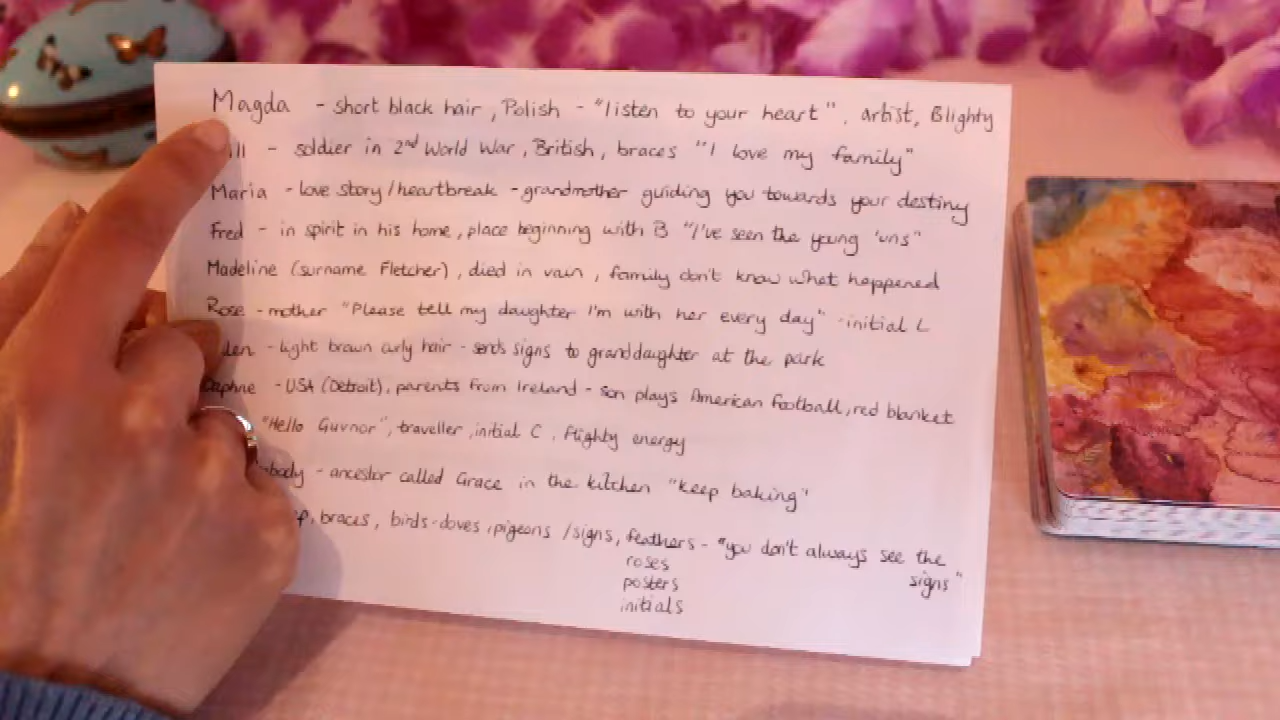 Magda - short black hair, Polish - "listen to your heart", artist, Blighty
- soldier in 2nd World War, British, braces "I love my family"
Maria - love story/heartbreak - grandmother guiding you towards your destiny
Fred - in spirit in his home, place beginning with B "I've seen the young 'uns"
Madeline (surname Fletcher), died in vain, family don't know what happened
Rose - mother "Please tell my daughter I'm with her every day" - initial L
- light brown curly hair - sends signs to granddaughter at the park
Daphne - USA (Detroit), parents from Ireland - son plays American football, red blanket
"Hello Guvnor", traveller, initial C, flighty energy
- ancestor called Grace in the kitchen "keep baking"
braces, birds-doves, pigeons / signs, feathers - "you don't always see the
roses
signs"
posters
initials